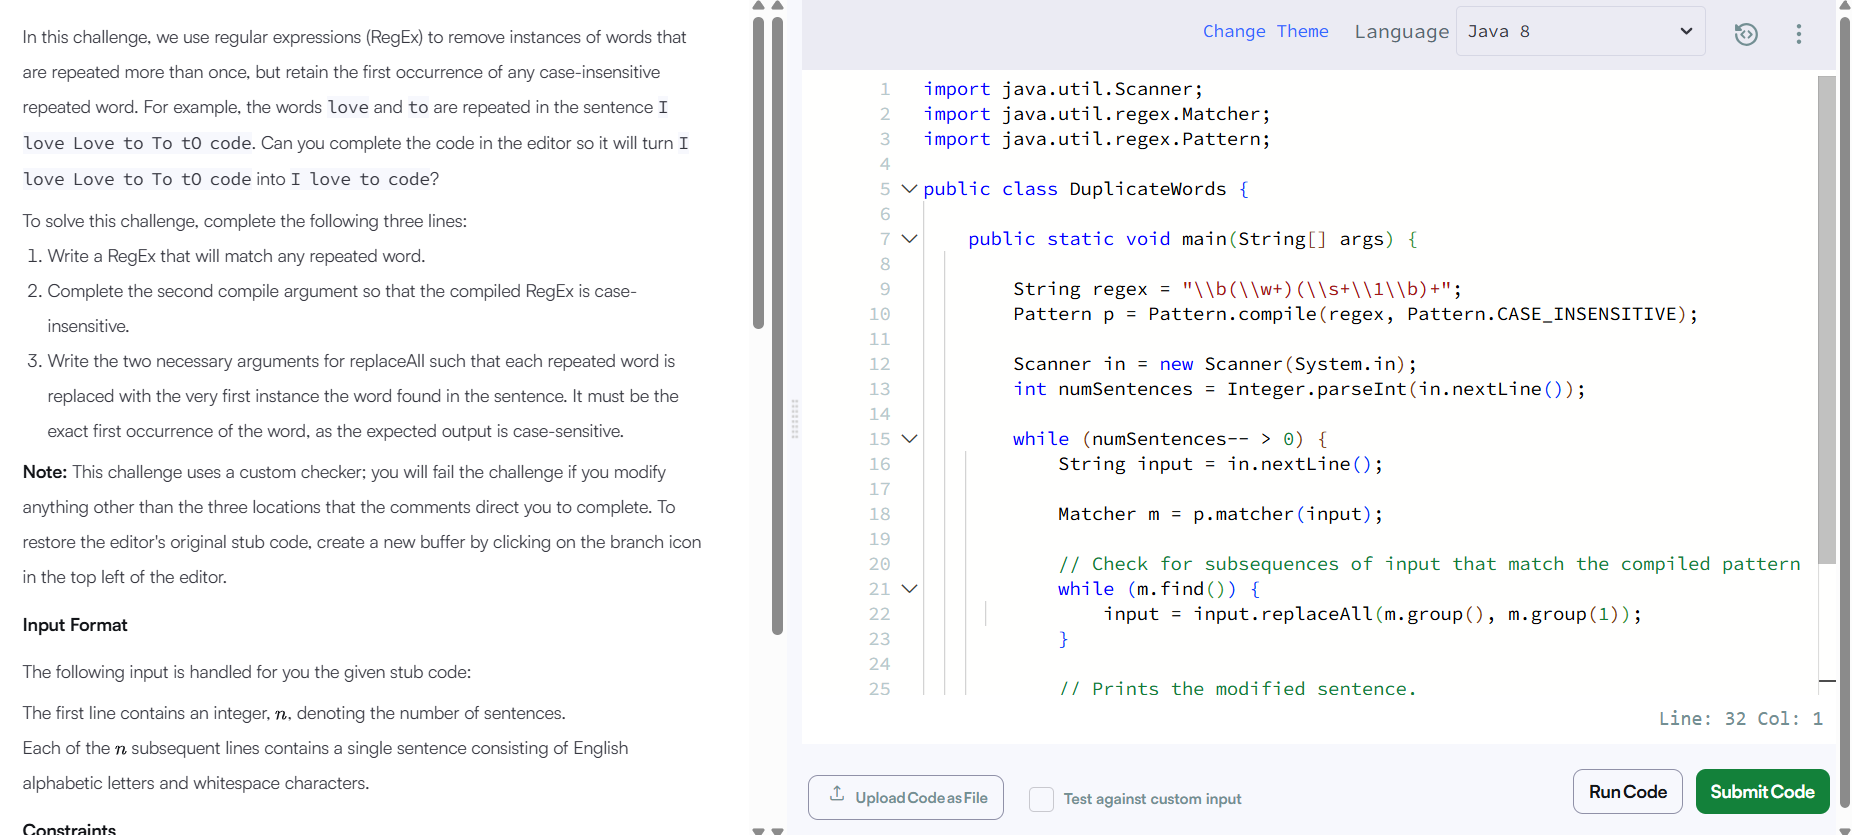 In this challenge, we use regular expressions (RegEx) to remove instances of words that
are repeated more than once, but retain the first occurrence of any case-insensitive
repeated word. For example, the words love and to are repeated in the sentence I
love Love to To tO code. Can you complete the code in the editor so it will turn I
love Love to To tO code into I love to code?
To solve this challenge, complete the following three lines:
1. Write a RegEx that will match any repeated word.
2. Complete the second compile argument so that the compiled RegEx is case-
insensitive.
3. Write the two necessary arguments for replaceAll such that each repeated word is
replaced with the very first instance the word found in the sentence. It must be the
exact first occurrence of the word, as the expected output is case-sensitive.
Note: This challenge uses a custom checker; you will fail the challenge if you modify
anything other than the three locations that the comments direct you to complete. To
restore the editor's original stub code, create a new buffer by clicking on the branch icon
in the top left of the editor.
Input Format
The following input is handled for you the given stub code:
The first line contains an integer, n, denoting the number of sentences.
Each of the n subsequent lines contains a single sentence consisting of English
alphabetic letters and whitespace characters.
Constraints
Change Theme Language Java 8
1 import java.util.Scanner;
2 import java.util.regex.Matcher;
3 import java.util.regex.Pattern;
4
5 public class DuplicateWords {
6
7 public static void main(String[] args) {
8
9 String regex = "\\b(\\w+)(\\s+\\1\\b)+";
10 Pattern p = Pattern.compile(regex, Pattern.CASE_INSENSITIVE);
11
12 Scanner in = new Scanner(System.in);
13 int numSentences = Integer.parseInt(in.nextLine());
14
15 while (numSentences-- > 0) {
16 String input = in.nextLine();
17
18 Matcher m = p.matcher(input);
19
20 // Check for subsequences of input that match the compiled pattern
21 while (m.find()) {
22 input = input.replaceAll(m.group(), m.group(1));
23 }
24
25 // Prints the modified sentence.
Line: 32 Col: 1
Upload Code as File
Test against custom input
Run Code
Submit Code